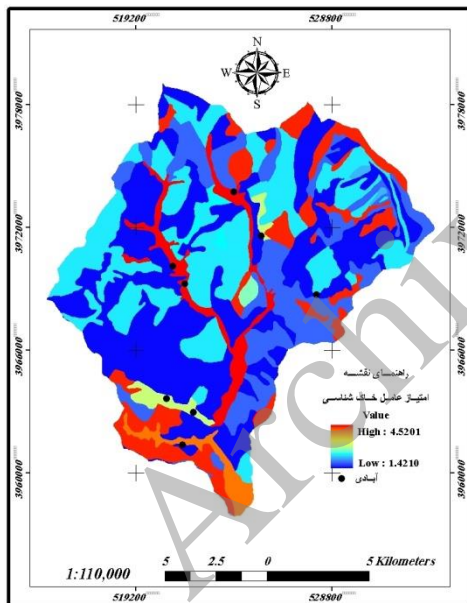 519200 528800
N
W E
S
3978000 3978000
3972000 3972000
3966000 3966000
3960000 3960000
راهنمای نقشه
امتیاز عامل خاک شناسی
Value
High : 4.5201
Low : 1.4210
آبادی
5 2.5 0 5 Kilometers
1:110,000
519200 528800
Archi